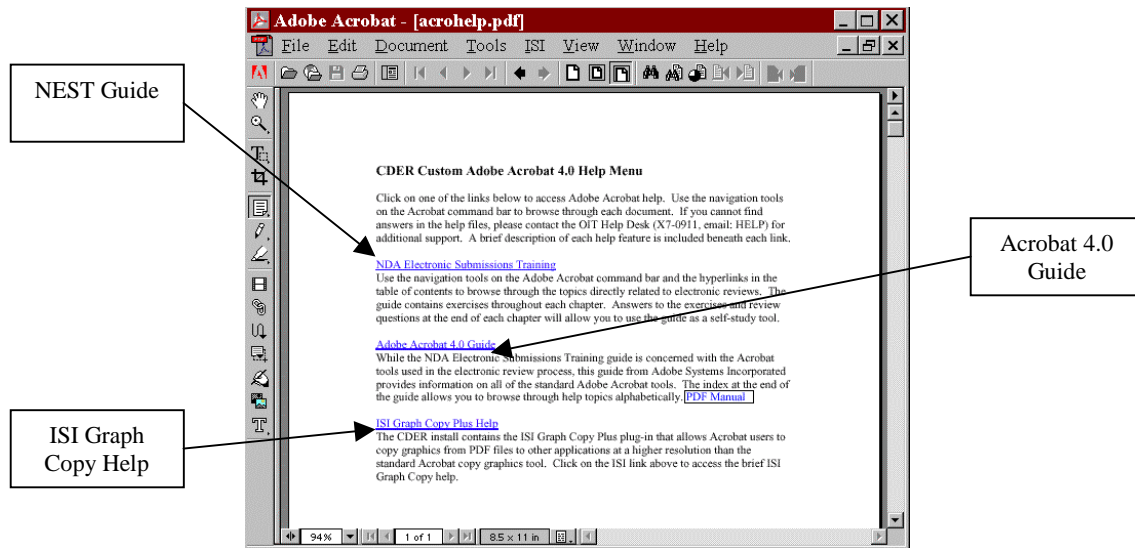 Adobe Acrobat - [acrohelp.pdf]
File Edit Document Tools ISI View Window Help
NEST Guide
CDER Custom Adobe Acrobat 4.0 Help Menu
Click on one of the links below to access Adobe Acrobat help. Use the navigation tools
on the Acrobat command bar to browse through each document. If you cannot find
answers in the help files, please contact the OIT Help Desk (X7-0911, email: HELP) for
additional support. A brief description of each help feature is included beneath each link.
NDA Electronic Submissions Training
Use the navigation tools on the Adobe Acrobat command bar and the hyperlinks in the
table of contents to browse through the topics directly related to electronic reviews. The
guide contains exercises throughout each chapter. Answers to the exercises and review
questions at the end of each chapter will allow you to use the guide as a self-study tool.
Acrobat 4.0
Guide
Adobe Acrobat 4.0 Guide
While the NDA Electronic Submissions Training guide is concerned with the Acrobat
tools used in the electronic review process, this guide from Adobe Systems Incorporated
provides information on all of the standard Adobe Acrobat tools. The index at the end of
the guide allows you to browse through help topics alphabetically. PDF Manual
ISI Graph
Copy Help
ISI Graph Copy Plus Help
The CDER install contains the ISI Graph Copy Plus plug-in that allows Acrobat users to
copy graphics from PDF files to other applications at a higher resolution than the
standard Acrobat copy graphics tool. Click on the ISI link above to access the brief ISI
Graph Copy help.
94% 1 of 1 8.5 x 11 in